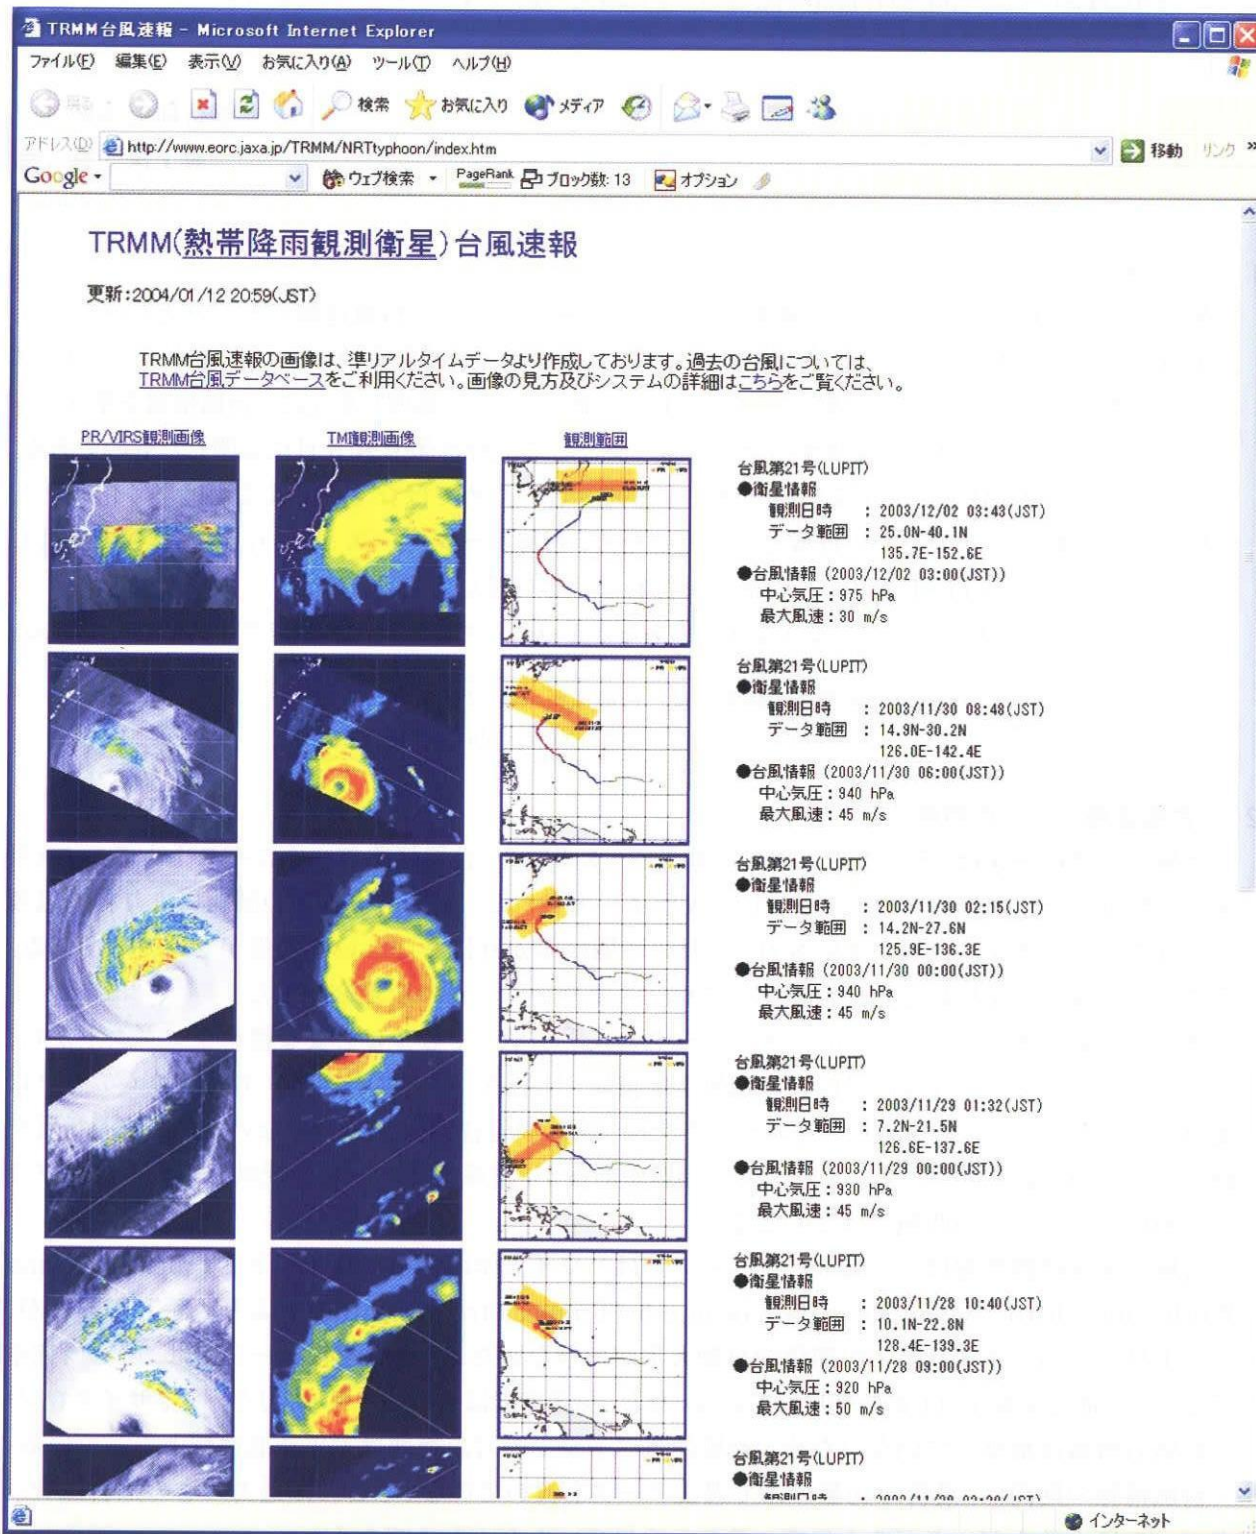 TRMM台風速報 - Microsoft Internet Explorer
ファイル(F) 編集(E) 表示(V) お気に入り(A) ツール(T) ヘルプ(H)
戻る 検索 お気に入り メディア
アドレス(D) http://www.eorc.jaxa.jp/TRMM/NRTtyphoon/index.htm 移動 リンク »
Google ウェブ検索 PageRank ブロック数: 13 オプション
TRMM(熱帯降雨観測衛星)台風速報
更新:2004/01/12 20:59(JST)
TRMM台風速報の画像は、準リアルタイムデータより作成しております。過去の台風については、
TRMM台風データベースをご利用ください。画像の見方及びシステムの詳細はこちらをご覧ください。
PR/VIRS観測画像 TMI観測画像 観測範囲
台風第21号(LUPIT)
●衛星情報
観測日時 : 2003/12/02 03:43(JST)
データ範囲 : 25.0N-40.1N
135.7E-152.6E
●台風情報 (2003/12/02 03:00(JST))
中心気圧 : 975 hPa
最大風速 : 30 m/s
台風第21号(LUPIT)
●衛星情報
観測日時 : 2003/11/30 08:48(JST)
データ範囲 : 14.9N-30.2N
126.0E-142.4E
●台風情報 (2003/11/30 06:00(JST))
中心気圧 : 940 hPa
最大風速 : 45 m/s
台風第21号(LUPIT)
●衛星情報
観測日時 : 2003/11/30 02:15(JST)
データ範囲 : 14.2N-27.6N
125.9E-136.3E
●台風情報 (2003/11/30 00:00(JST))
中心気圧 : 940 hPa
最大風速 : 45 m/s
台風第21号(LUPIT)
●衛星情報
観測日時 : 2003/11/29 01:32(JST)
データ範囲 : 7.2N-21.5N
126.6E-137.6E
●台風情報 (2003/11/29 00:00(JST))
中心気圧 : 930 hPa
最大風速 : 45 m/s
台風第21号(LUPIT)
●衛星情報
観測日時 : 2003/11/28 10:40(JST)
データ範囲 : 10.1N-22.8N
128.4E-139.3E
●台風情報 (2003/11/28 09:00(JST))
中心気圧 : 920 hPa
最大風速 : 50 m/s
台風第21号(LUPIT)
●衛星情報
インターネット